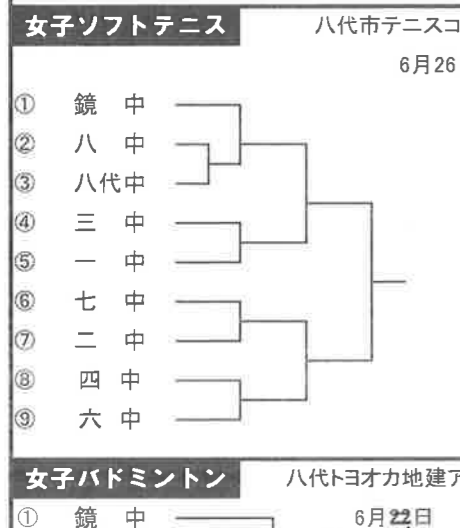 女子ソフトテニス 八代市テニスコ
6月26
① 鏡 中
② 八 中
③ 八代中
④ 三 中
⑤ 一 中
⑥ 七 中
⑦ 二 中
⑧ 四 中
⑨ 六 中
女子バドミントン 八代トヨオカ地建ア
① 鏡 中 6月22日